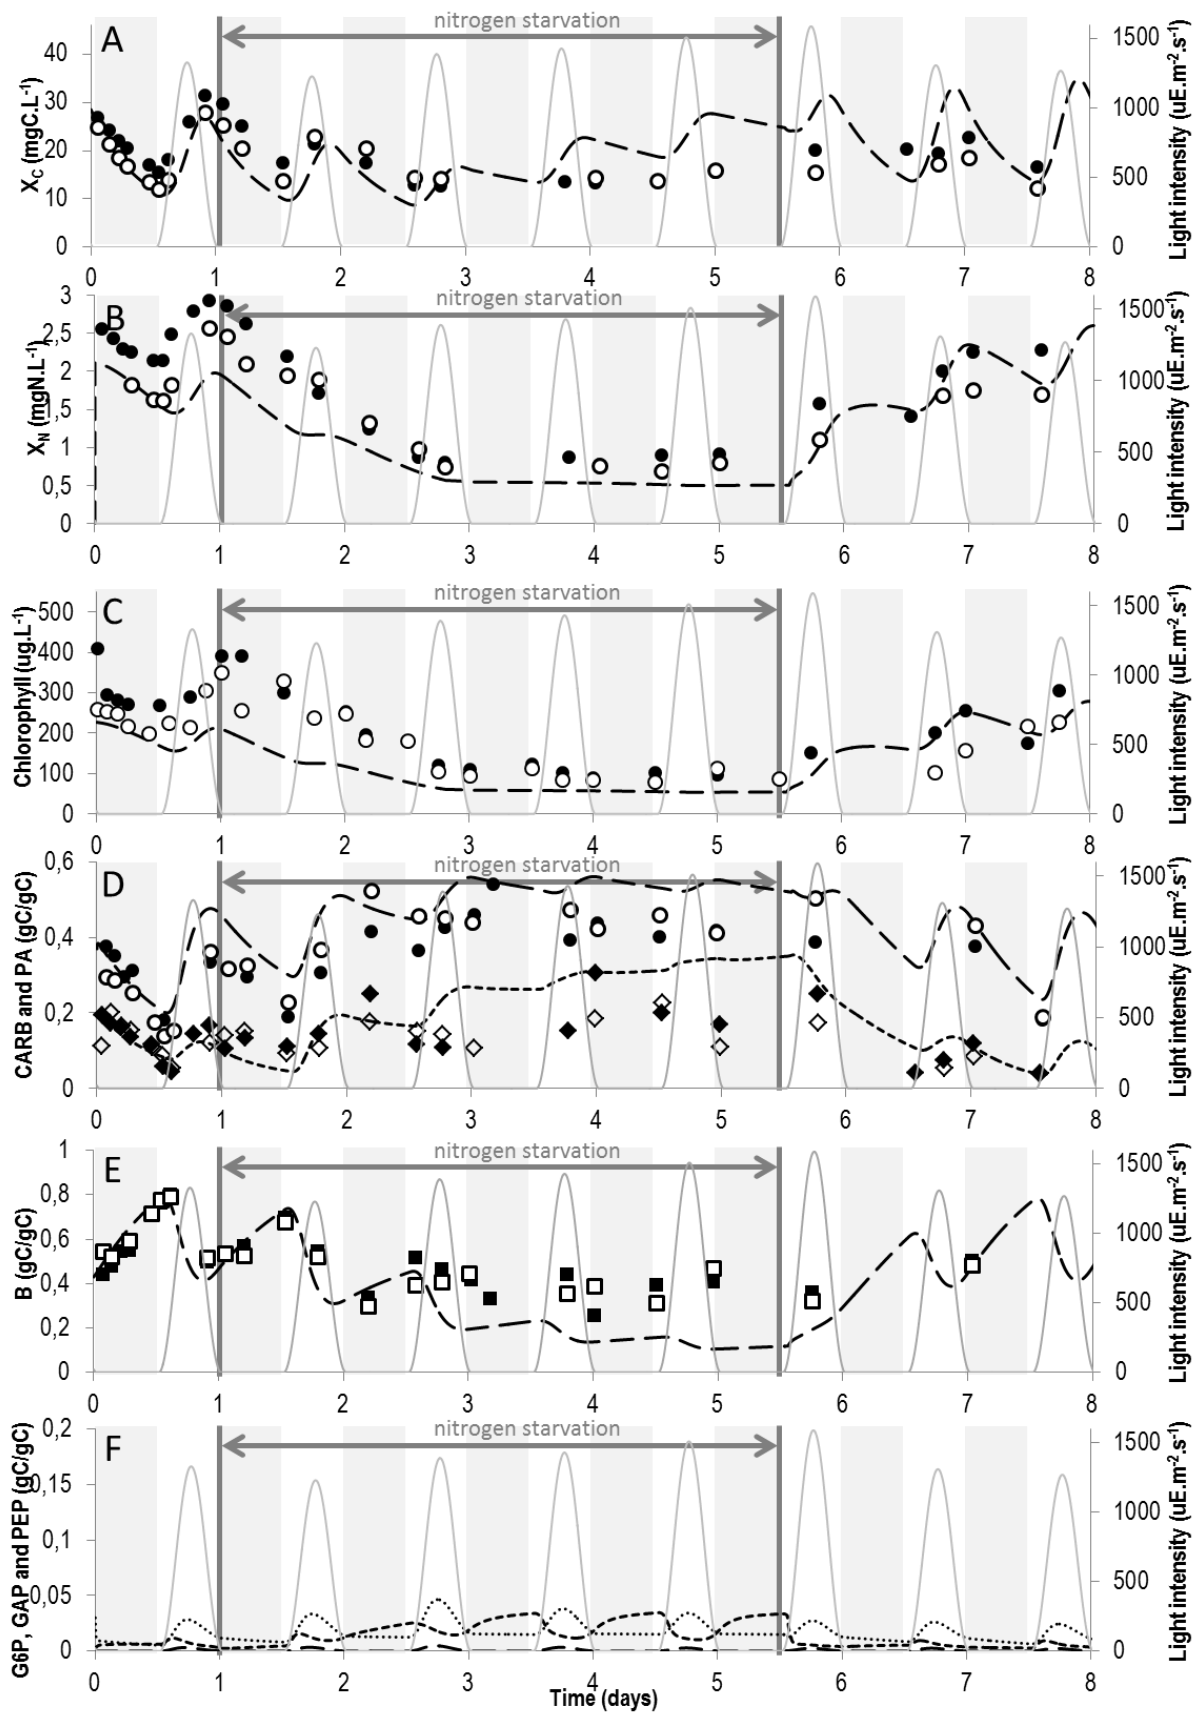 A
nitrogen starvation
X_C (mgC.L⁻¹)
40
30
20
10
0
1500
1000
500
0
Light intensity (uE.m⁻².s⁻¹)
0 1 2 3 4 5 6 7 8
B
nitrogen starvation
X_N (mgN.L⁻¹)
3
2,5
2
1,5
1
0,5
0
1500
1000
500
0
Light intensity (uE.m⁻².s⁻¹)
0 1 2 3 4 5 6 7 8
C
nitrogen starvation
Chlorophyll (ug.L⁻¹)
500
400
300
200
100
0
1500
1000
500
0
Light intensity (uE.m⁻².s⁻¹)
0 1 2 3 4 5 6 7 8
D
nitrogen starvation
CARB and PA (gC/gC)
0,6
0,4
0,2
0
1500
1000
500
0
Light intensity (uE.m⁻².s⁻¹)
0 1 2 3 4 5 6 7 8
E
nitrogen starvation
B (gC/gC)
1
0,8
0,6
0,4
0,2
0
1500
1000
500
0
Light intensity (uE.m⁻².s⁻¹)
0 1 2 3 4 5 6 7 8
F
nitrogen starvation
G6P, GAP and PEP (gC/gC)
0,2
0,15
0,1
0,05
0
1500
1000
500
0
Light intensity (uE.m⁻².s⁻¹)
0 1 2 3 4 5 6 7 8
Time (days)